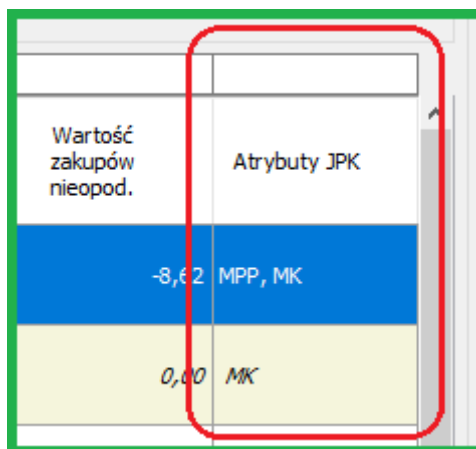 Wartość
zakupów
nieopod.
Atrybuty JPK
-8,62 MPP, MK
0,00 MK